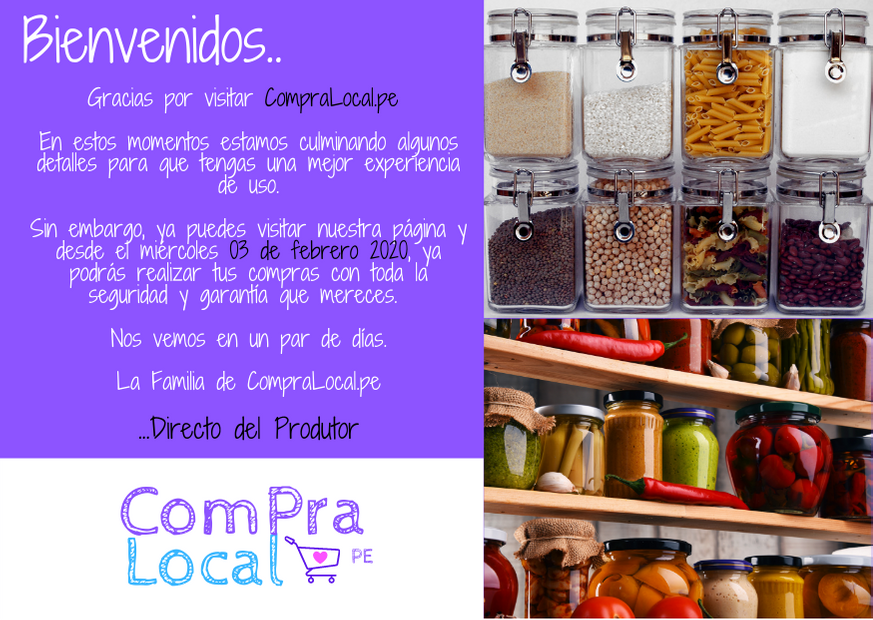 Bienvenidos..
Gracias por visitar CompraLocal.pe
En estos momentos estamos culminando algunos
detalles para que tengas una mejor experiencia
de uso.
Sin embargo, ya puedes visitar nuestra página y
desde el miércoles 03 de febrero 2020, ya
podrás realizar tus compras con toda la
seguridad y garantía que mereces.
Nos vemos en un par de días.
La Familia de CompraLocal.pe
...Directo del Produtor
ComPra
Local PE